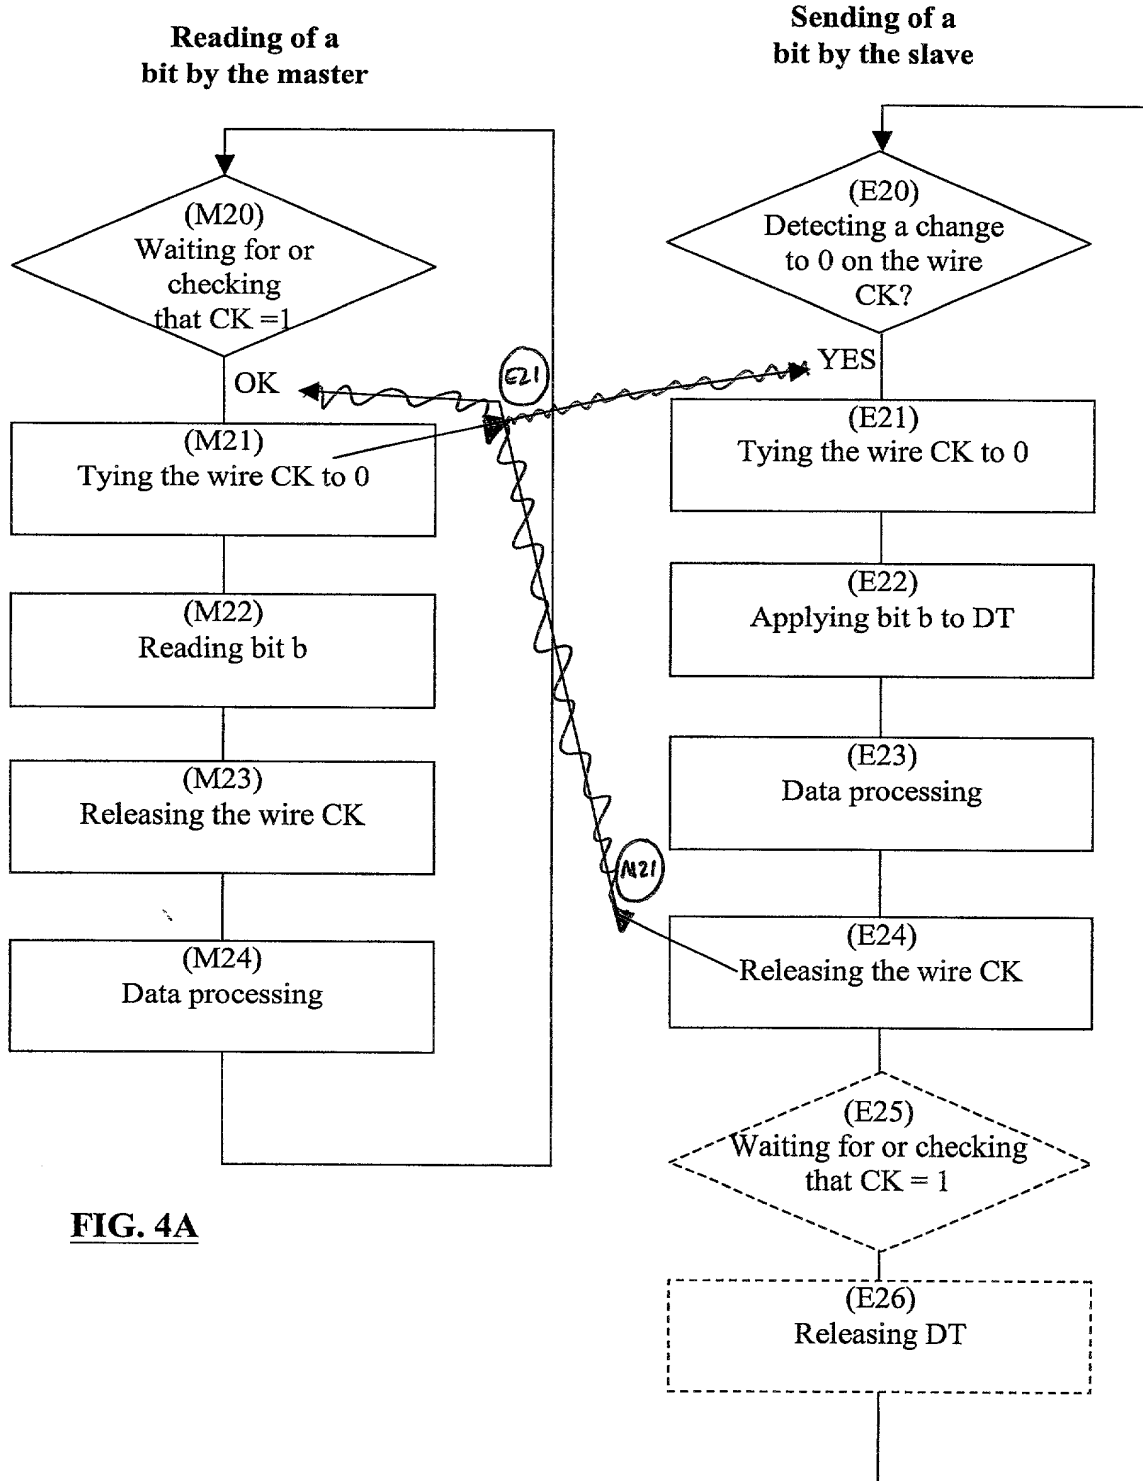 Reading of a
bit by the master
(M20)
Waiting for or
checking
that CK =1
OK
(M21)
Tying the wire CK to 0
(M22)
Reading bit b
(M23)
Releasing the wire CK
(M24)
Data processing
FIG. 4A
E21
M21
Sending of a
bit by the slave
(E20)
Detecting a change
to 0 on the wire
CK?
YES
(E21)
Tying the wire CK to 0
(E22)
Applying bit b to DT
(E23)
Data processing
(E24)
Releasing the wire CK
(E25)
Waiting for or checking
that CK = 1
(E26)
Releasing DT